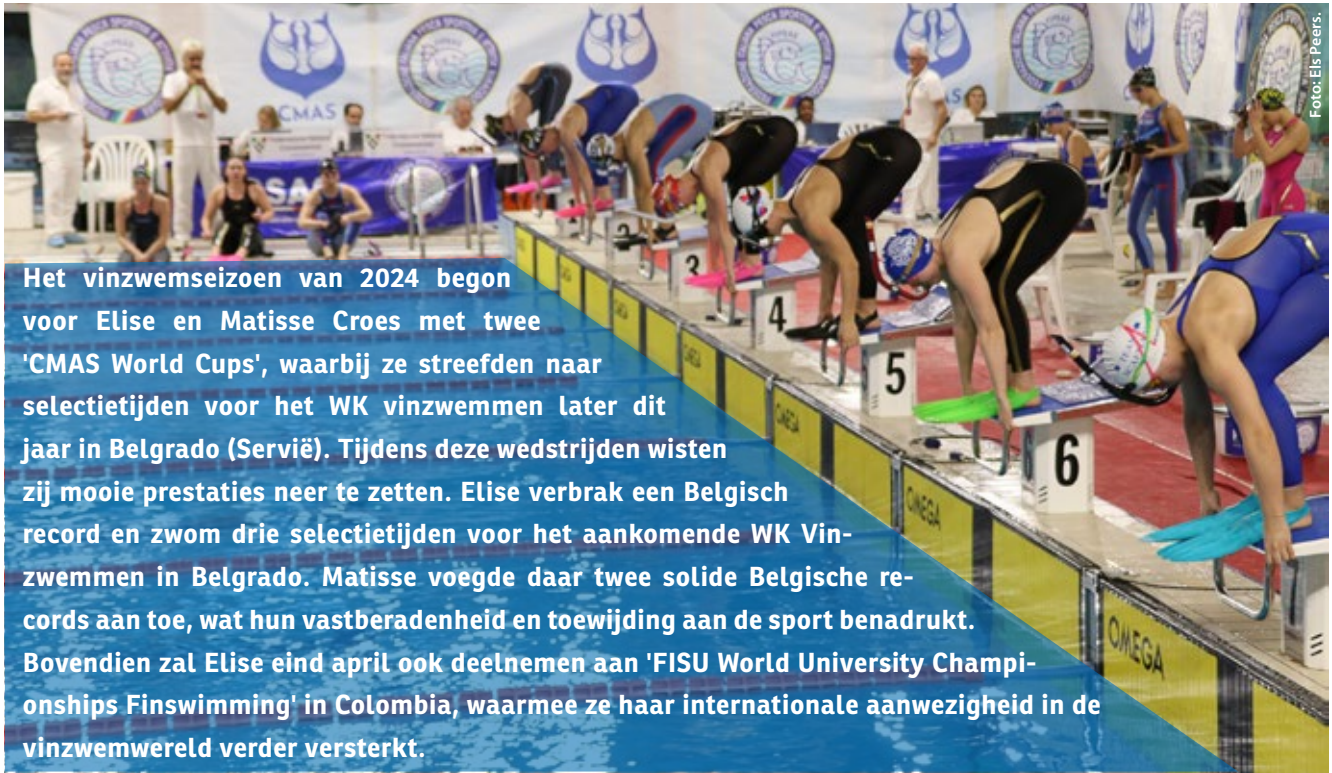 Foto: Els Peers.
CMAS
3
4
5
6
OMEGA
OMEGA
OMEGA
OMEGA
Het vinzwemseizoen van 2024 begon
voor Elise en Matisse Croes met twee
'CMAS World Cups', waarbij ze streefden naar
selectietijden voor het WK vinzwemmen later dit
jaar in Belgrado (Servië). Tijdens deze wedstrijden wisten
zij mooie prestaties neer te zetten. Elise verbrak een Belgisch
record en zwom drie selectietijden voor het aankomende WK Vin-
zwemmen in Belgrado. Matisse voegde daar twee solide Belgische re-
cords aan toe, wat hun vastberadenheid en toewijding aan de sport benadrukt.
Bovendien zal Elise eind april ook deelnemen aan 'FISU World University Champi-
onships Finswimming' in Colombia, waarmee ze haar internationale aanwezigheid in de
vinzwemwereld verder versterkt.